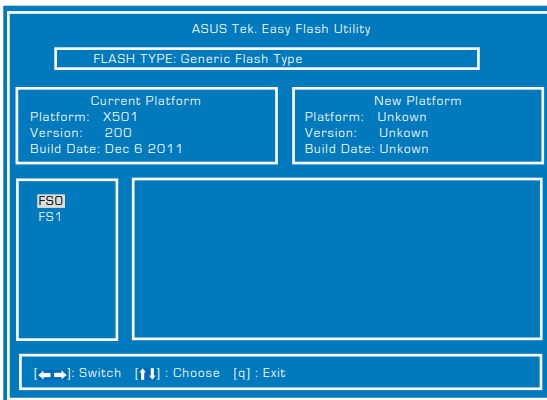 ASUS Tek. Easy Flash Utility
FLASH TYPE: Generic Flash Type
Current Platform
Platform: X501
Version: 200
Build Date: Dec 6 2011
New Platform
Platform: Unkown
Version: Unkown
Build Date: Unkown
FS0
FS1
[←→]: Switch [↑↓] : Choose [q] : Exit